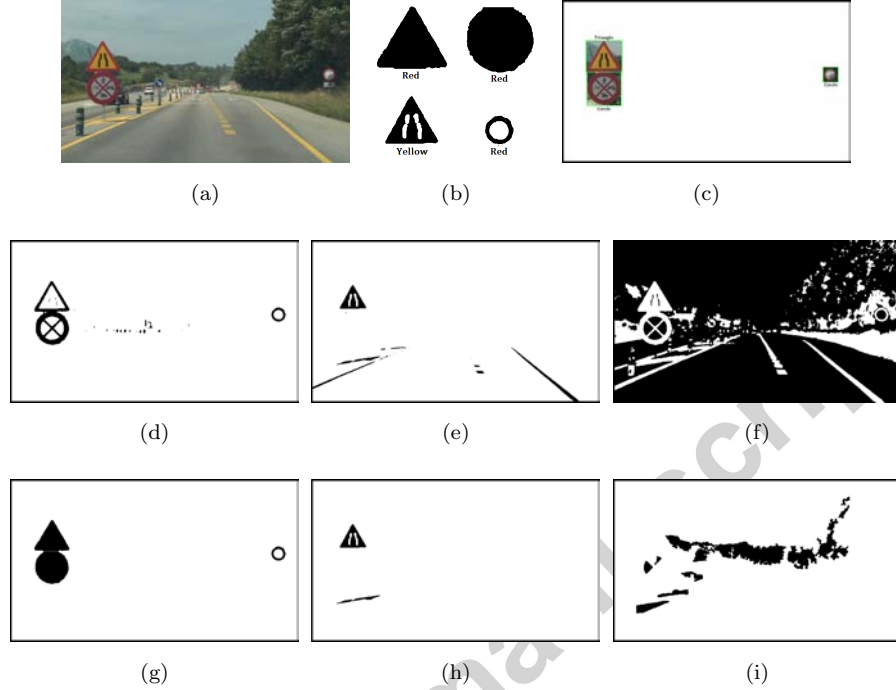 Red
Red
Yellow
Red
Triangle
Circle
Circle
(a)
(b)
(c)
(d)
(e)
(f)
(g)
(h)
(i)